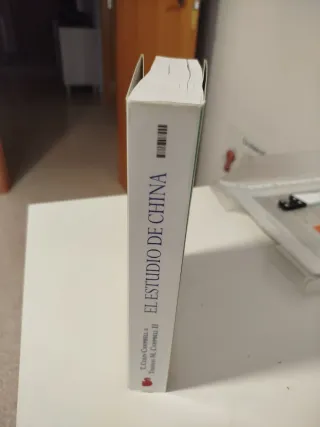 T. COLIN CAMPBELL &
THOMAS M. CAMPBELL II
EL ESTUDIO DE CHINA